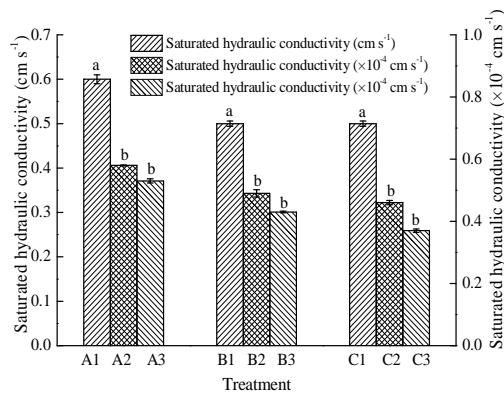 Saturated hydraulic conductivity (cm s⁻¹)
0.7
0.6
0.5
0.4
0.3
0.2
0.1
0.0
Saturated hydraulic conductivity (cm s⁻¹)
Saturated hydraulic conductivity (×10⁻⁴ cm s⁻¹)
Saturated hydraulic conductivity (×10⁻⁴ cm s⁻¹)
a
b
b
a
b
b
a
b
b
A1 A2 A3 B1 B2 B3 C1 C2 C3
Treatment
1.0
0.8
0.6
0.4
0.2
0.0
Saturated hydraulic conductivity (×10⁻⁴ cm s⁻¹)